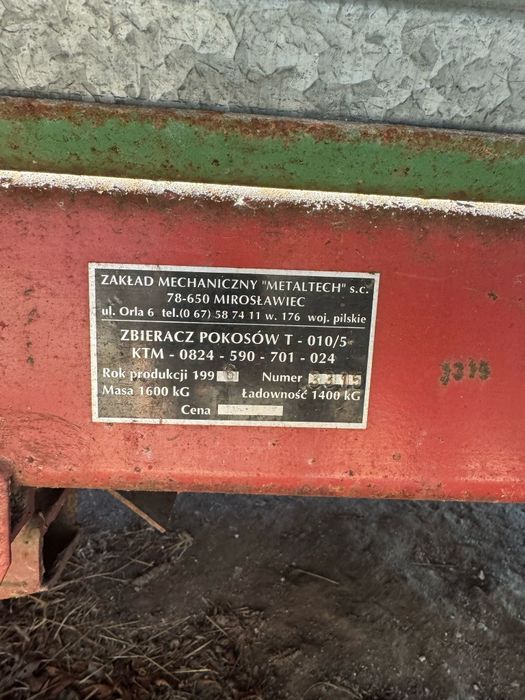 ZAKŁAD MECHANICZNY "METALTECH" s.c.
78-650 MIROSŁAWIEC
ul. Orla 6 tel.(0 67) 58 74 11 w. 176 woj. pilskie
ZBIERACZ POKOSÓW T - 010/5
KTM - 0824 - 590 - 701 - 024
Rok produkcji 199 Numer
Masa 1600 kG Ładowność 1400 kG
Cena